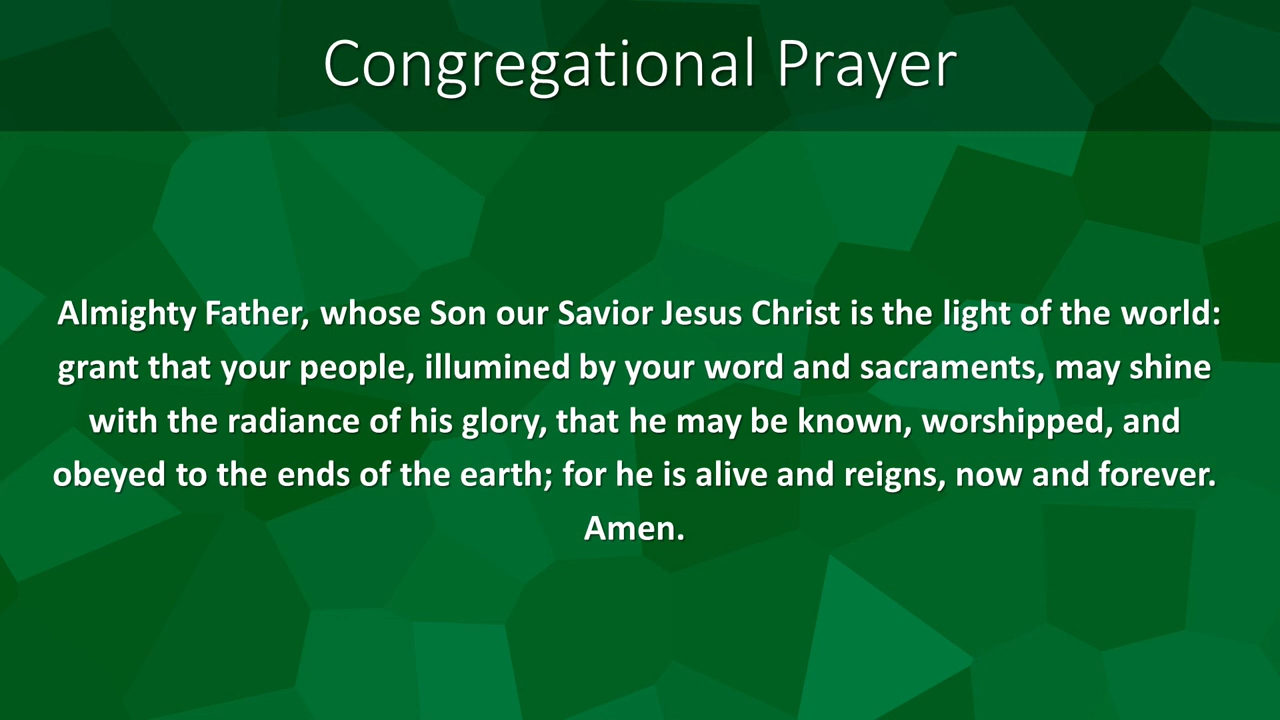 Congregational Prayer
Almighty Father, whose Son our Savior Jesus Christ is the light of the world:
grant that your people, illumined by your word and sacraments, may shine
with the radiance of his glory, that he may be known, worshipped, and
obeyed to the ends of the earth; for he is alive and reigns, now and forever.
Amen.